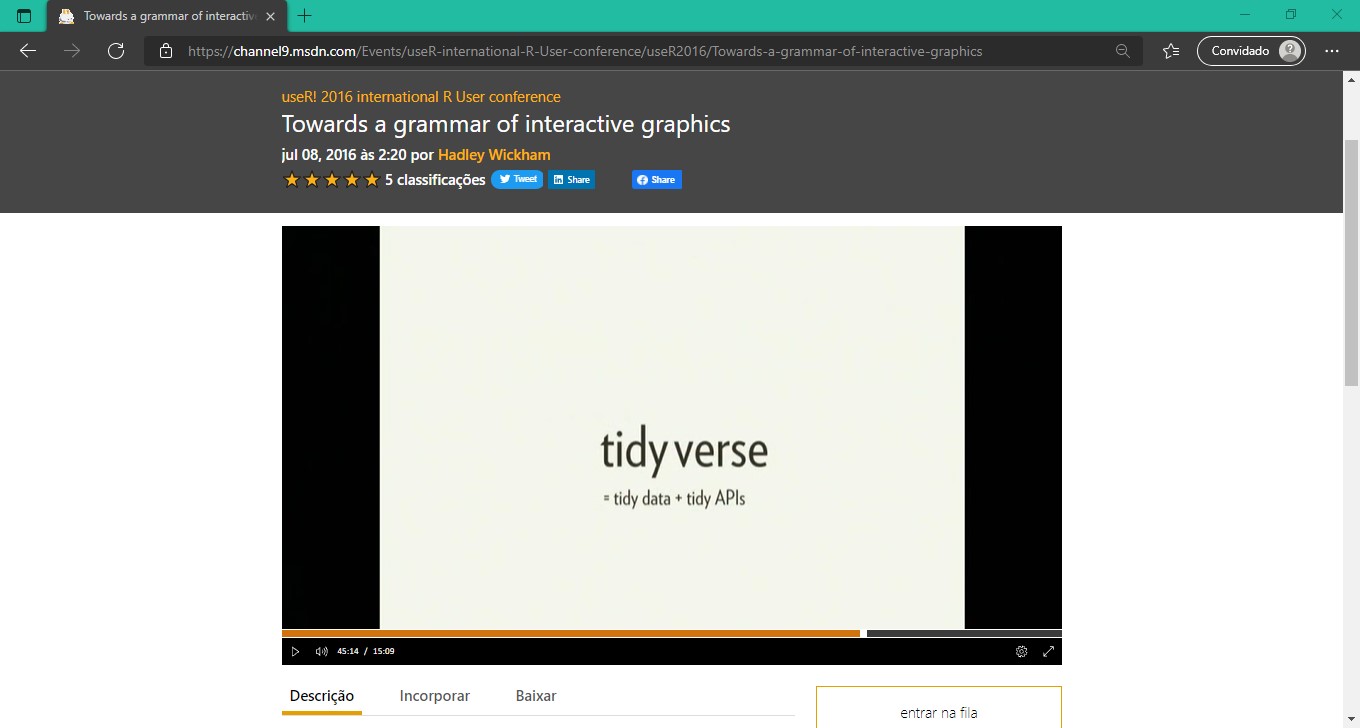 Towards a grammar of interactiv
https://channel9.msdn.com/Events/useR-international-R-User-conference/useR2016/Towards-a-grammar-of-interactive-graphics
Convidado
useR! 2016 international R User conference
Towards a grammar of interactive graphics
jul 08, 2016 às 2:20 por Hadley Wickham
5 classificações Tweet Share Share
tidyverse
= tidy data + tidy APIs
45:14 / 15:09
Descrição Incorporar Baixar
entrar na fila